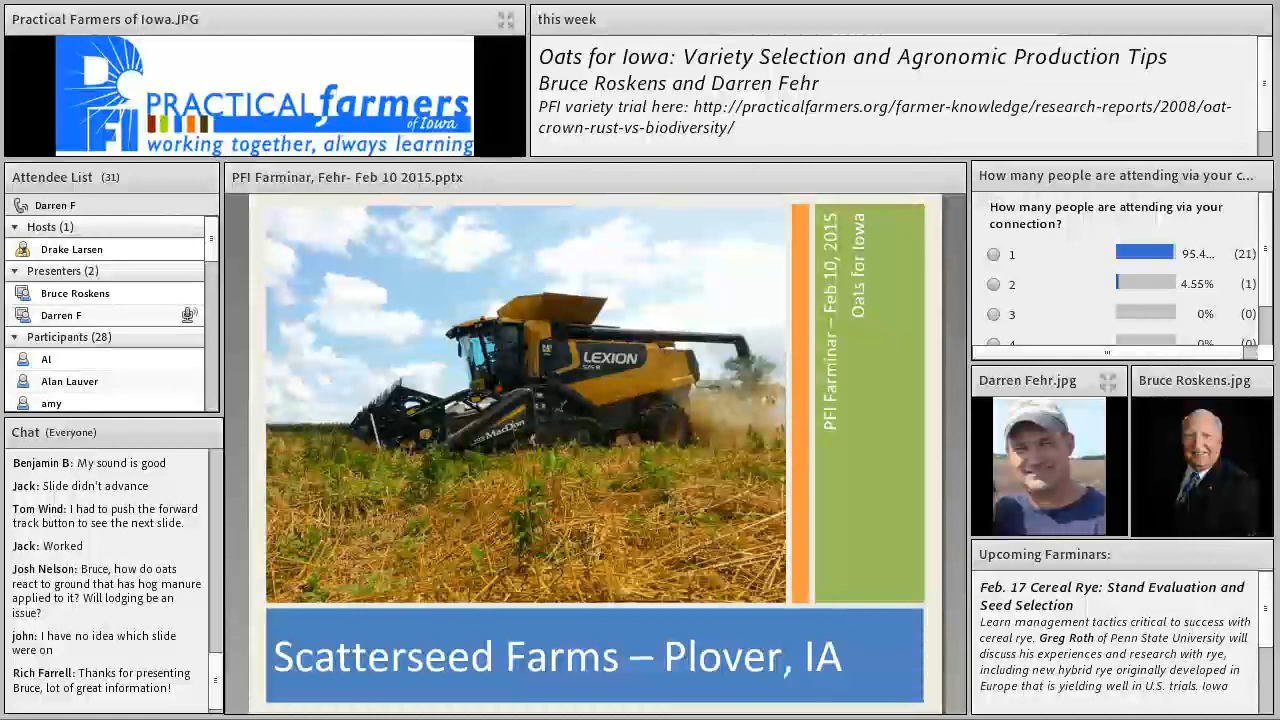 Practical Farmers of Iowa.JPG
PRACTICAL farmers
of Iowa
PFI
working together, always learning
this week
Oats for Iowa: Variety Selection and Agronomic Production Tips
Bruce Roskens and Darren Fehr
PFI variety trial here: http://practicalfarmers.org/farmer-knowledge/research-reports/2008/oat-
crown-rust-vs-biodiversity/
Attendee List (31)
Darren F
Hosts (1)
Drake Larsen
Presenters (2)
Bruce Roskens
Darren F
Participants (28)
Al
Alan Lauver
amy
Chat (Everyone)
Benjamin B: My sound is good
Jack: Slide didn't advance
Tom Wind: I had to push the forward
track button to see the next slide.
Jack: Worked
Josh Nelson: Bruce, how do oats
react to ground that has hog manure
applied to it? Will lodging be an
issue?
john: I have no idea which slide
were on
Rich Farrell: Thanks for presenting
Bruce, lot of great information!
PFI Farminar, Fehr- Feb 10 2015.pptx
LEXION
MacDon
PFI Farminar – Feb 10, 2015
Oats for Iowa
Scatterseed Farms – Plover, IA
How many people are attending via your c...
How many people are attending via your
connection?
1 95.4... (21)
2 4.55% (1)
3 0% (0)
4 0% (0)
Darren Fehr.jpg
Bruce Roskens.jpg
Upcoming Farminars:
Feb. 17 Cereal Rye: Stand Evaluation and
Seed Selection
Learn management tactics critical to success with
cereal rye. Greg Roth of Penn State University will
discuss his experiences and research with rye,
including new hybrid rye originally developed in
Europe that is yielding well in U.S. trials. Iowa